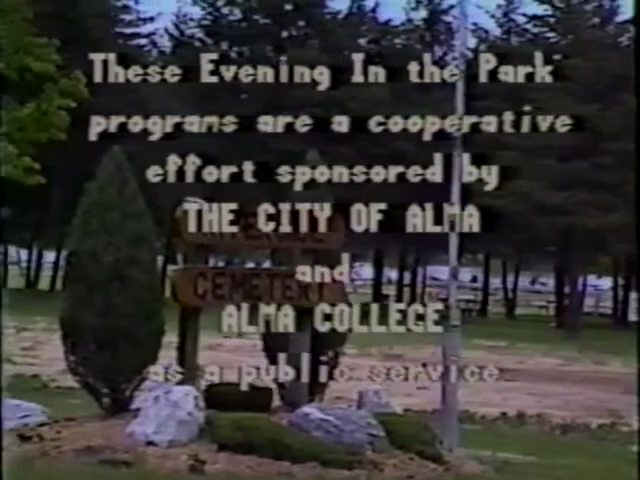 These Evening In the Park
programs are a cooperative
effort sponsored by
THE CITY OF ALMA
and
ALMA COLLEGE
as a public service
CEMETERY